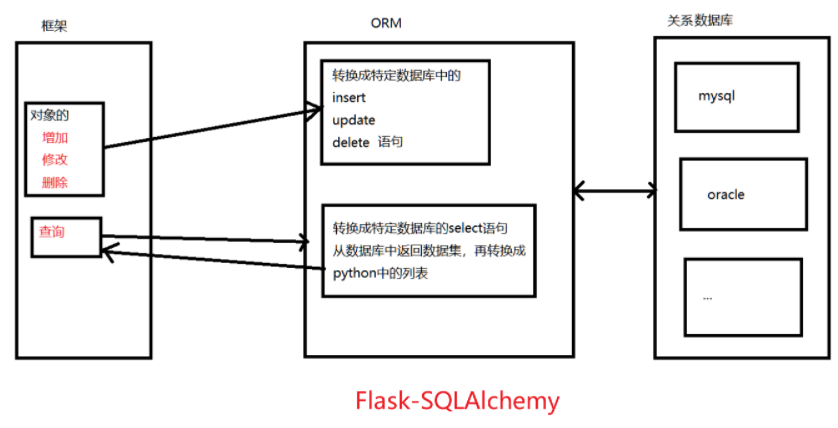 框架
ORM
关系数据库
对象的
增加
修改
删除
查询
转换成特定数据库中的
insert
update
delete 语句
转换成特定数据库的select语句
从数据库中返回数据集，再转换成
python中的列表
mysql
oracle
...
Flask-SQLAlchemy